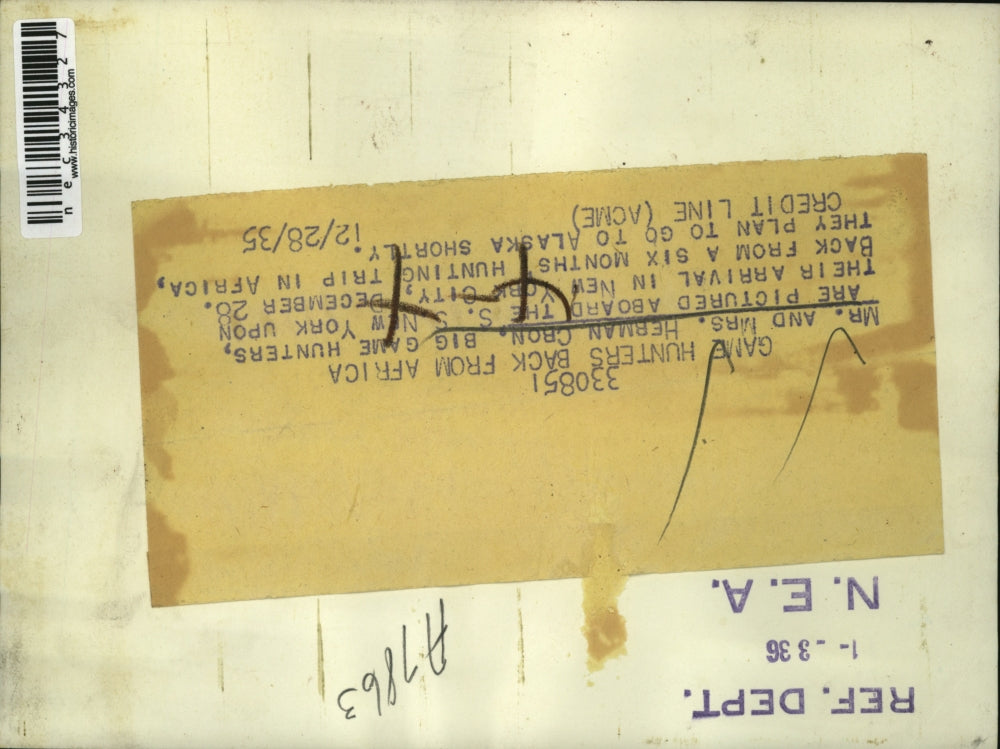 330851
GAME HUNTERS BACK FROM AFRICA
MR. AND MRS. HERMAN CRON, BIG GAME HUNTERS,
ARE PICTURED ABOARD THE S. S. NEW YORK UPON
THEIR ARRIVAL IN NEW YORK CITY, DECEMBER 28.
BACK FROM A SIX MONTHS HUNTING TRIP IN AFRICA,
THEY PLAN TO GO TO ALASKA SHORTLY.
CREDIT LINE (ACME) 12/28/35
REF. DEPT.
1- - 3 36
N. E. A.
A7863
nec34327
www.historicimages.com